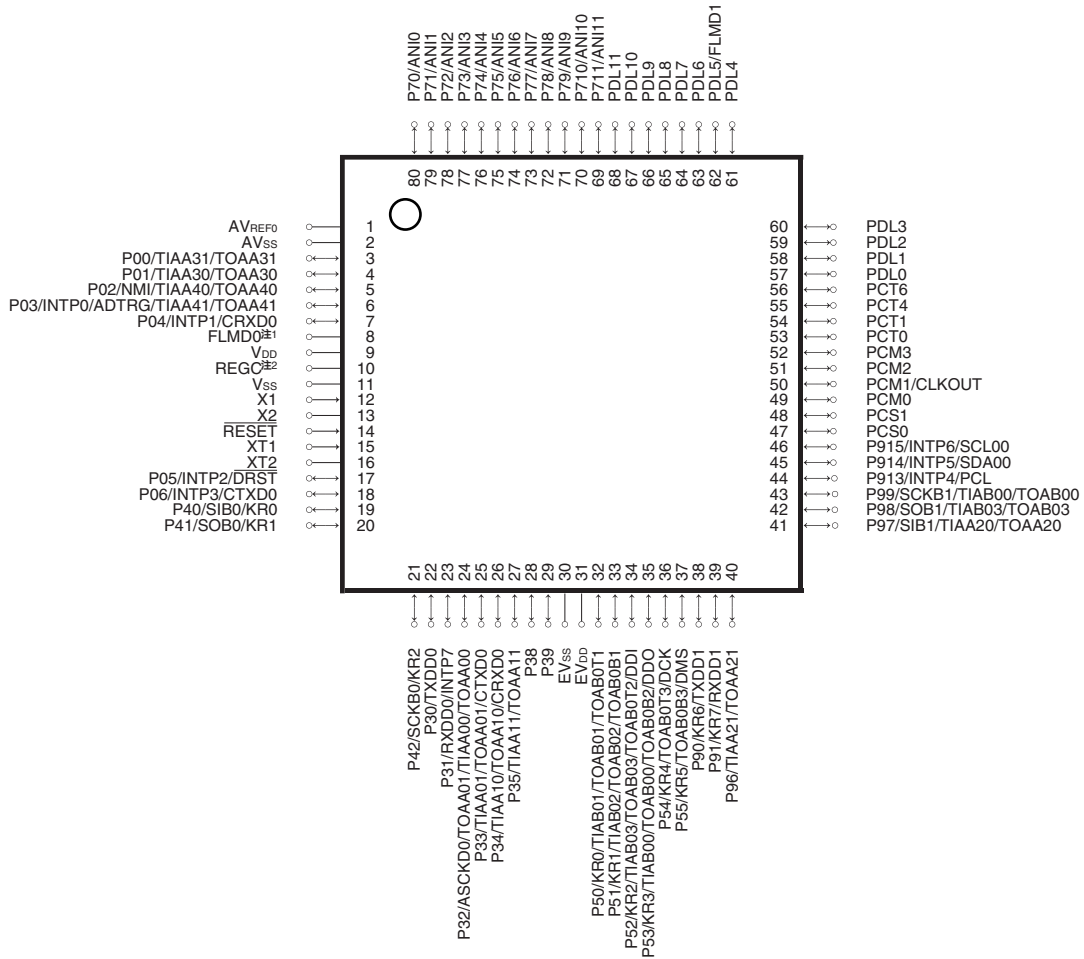 P70/ANI0
P71/ANI1
P72/ANI2
P73/ANI3
P74/ANI4
P75/ANI5
P76/ANI6
P77/ANI7
P78/ANI8
P79/ANI9
P710/ANI10
P711/ANI11
PDL11
PDL10
PDL9
PDL8
PDL7
PDL6
PDL5/FLMD1
PDL4
80
79
78
77
76
75
74
73
72
71
70
69
68
67
66
65
64
63
62
61
AVREF0 1
AVSS 2
P00/TIAA31/TOAA31 3
P01/TIAA30/TOAA30 4
P02/NMI/TIAA40/TOAA40 5
P03/INTP0/ADTRG/TIAA41/TOAA41 6
P04/INTP1/CRXD0 7
FLMD0注1 8
VDD 9
REGC注2 10
VSS 11
X1 12
X2 13
RESET 14
XT1 15
XT2 16
P05/INTP2/DRST 17
P06/INTP3/CTXD0 18
P40/SIB0/KR0 19
P41/SOB0/KR1 20
60 PDL3
59 PDL2
58 PDL1
57 PDL0
56 PCT6
55 PCT4
54 PCT1
53 PCT0
52 PCM3
51 PCM2
50 PCM1/CLKOUT
49 PCM0
48 PCS1
47 PCS0
46 P915/INTP6/SCL00
45 P914/INTP5/SDA00
44 P913/INTP4/PCL
43 P99/SCKB1/TIAB00/TOAB00
42 P98/SOB1/TIAB03/TOAB03
41 P97/SIB1/TIAA20/TOAA20
21
22
23
24
25
26
27
28
29
30
31
32
33
34
35
36
37
38
39
40
P42/SCKB0/KR2
P30/TXDD0
P31/RXDD0/INTP7
P32/ASCKD0/TOAA01/TIAA00/TOAA00
P33/TIAA01/TOAA01/CTXD0
P34/TIAA10/TOAA10/CRXD0
P35/TIAA11/TOAA11
P38
P39
EVSS
EVDD
P50/KR0/TIAB01/TOAB01/TOAB0T1
P51/KR1/TIAB02/TOAB02/TOAB0B1
P52/KR2/TIAB03/TOAB03/TOAB0T2/DDI
P53/KR3/TIAB00/TOAB00/TOAB0B2/DDO
P54/KR4/TOAB0T3/DCK
P55/KR5/TOAB0B3/DMS
P90/KR6/TXDD1
P91/KR7/RXDD1
P96/TIAA21/TOAA21